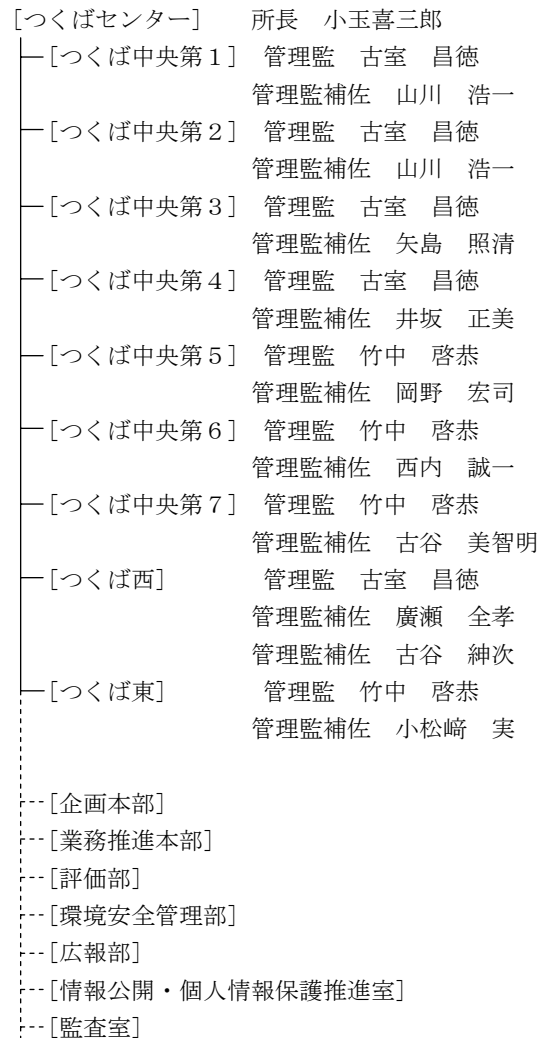 [つくばセンター]　　所長　小玉喜三郎
[つくば中央第１]　管理監　古室　昌徳
管理監補佐　山川　浩一
[つくば中央第２]　管理監　古室　昌徳
管理監補佐　山川　浩一
[つくば中央第３]　管理監　古室　昌徳
管理監補佐　矢島　照清
[つくば中央第４]　管理監　古室　昌徳
管理監補佐　井坂　正美
[つくば中央第５]　管理監　竹中　啓恭
管理監補佐　岡野　宏司
[つくば中央第６]　管理監　竹中　啓恭
管理監補佐　西内　誠一
[つくば中央第７]　管理監　竹中　啓恭
管理監補佐　古谷　美智明
[つくば西]　　　　管理監　古室　昌徳
管理監補佐　廣瀬　全孝
管理監補佐　古谷　紳次
[つくば東]　　　　管理監　竹中　啓恭
管理監補佐　小松﨑　実
[企画本部]
[業務推進本部]
[評価部]
[環境安全管理部]
[広報部]
[情報公開・個人情報保護推進室]
[監査室]